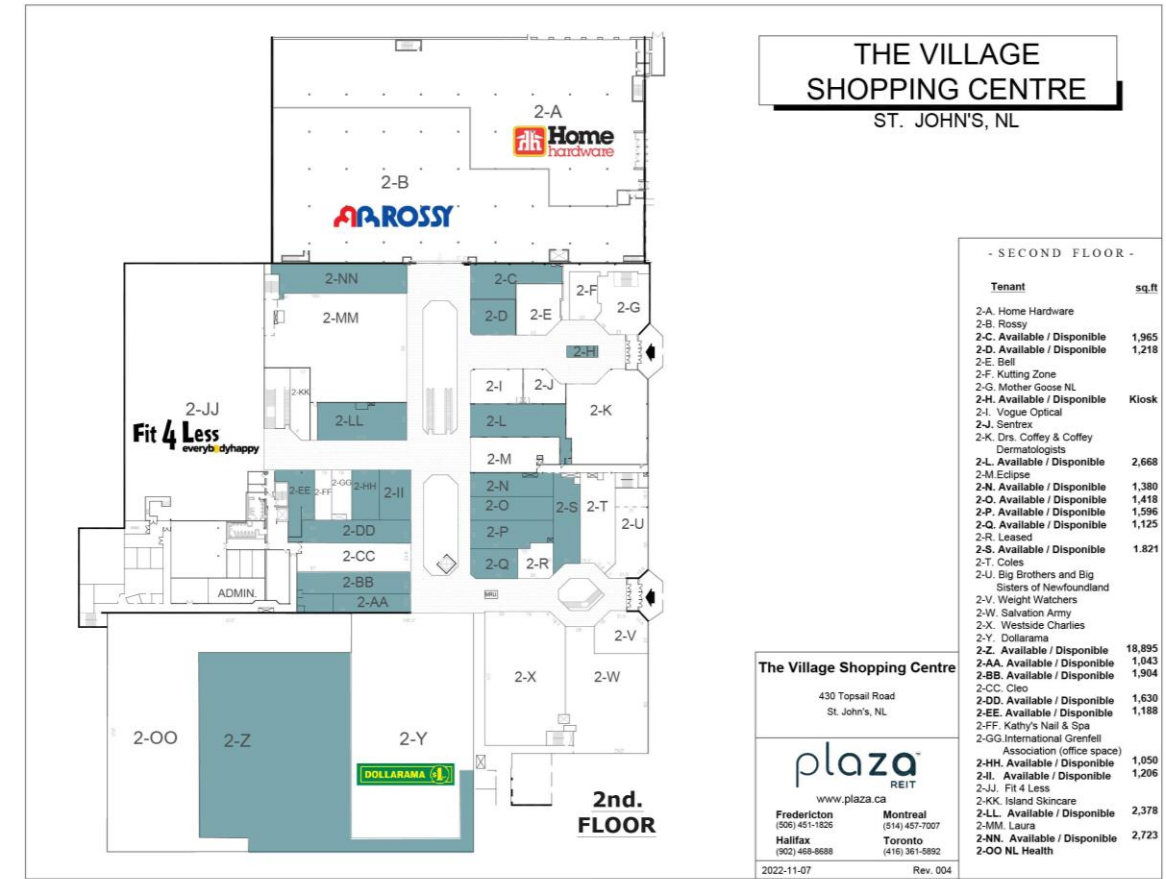 THE VILLAGE
SHOPPING CENTRE
ST. JOHN'S, NL
2-A
Home
hardware
2-B
ROSSY
2-NN
2-C
2-F
2-G
2-MM
2-D
2-E
2-H
2-I
2-J
2-KK
2-K
2-JJ
2-LL
2-L
Fit 4 Less
everybodyhappy
2-M
2-EE
2-FF
2-GG
2-HH
2-II
2-N
2-O
2-S
2-T
2-U
2-DD
2-P
2-CC
2-Q
2-R
2-BB
ADMIN.
2-AA
2-V
2-X
2-W
2-OO
2-Z
2-Y
DOLLARAMA
2nd.
FLOOR
- SECOND FLOOR -
Tenant sq.ft
2-A. Home Hardware
2-B. Rossy
2-C. Available / Disponible 1,965
2-D. Available / Disponible 1,218
2-E. Bell
2-F. Kutting Zone
2-G. Mother Goose NL
2-H. Available / Disponible Kiosk
2-I. Vogue Optical
2-J. Sentrex
2-K. Drs. Coffey & Coffey
Dermatologists
2-L. Available / Disponible 2,668
2-M.Eclipse
2-N. Available / Disponible 1,380
2-O. Available / Disponible 1,418
2-P. Available / Disponible 1,596
2-Q. Available / Disponible 1,125
2-R. Leased
2-S. Available / Disponible 1.821
2-T. Coles
2-U. Big Brothers and Big
Sisters of Newfoundland
2-V. Weight Watchers
2-W. Salvation Army
2-X. Westside Charlies
2-Y. Dollarama
2-Z. Available / Disponible 18,895
2-AA. Available / Disponible 1,043
2-BB. Available / Disponible 1,904
2-CC. Cleo
2-DD. Available / Disponible 1,630
2-EE. Available / Disponible 1,188
2-FF. Kathy's Nail & Spa
2-GG.International Grenfell
Association (office space)
2-HH. Available / Disponible 1,050
2-II. Available / Disponible 1,206
2-JJ. Fit 4 Less
2-KK. Island Skincare
2-LL. Available / Disponible 2,378
2-MM. Laura
2-NN. Available / Disponible 2,723
2-OO NL Health
The Village Shopping Centre
430 Topsail Road
St. John's, NL
plaza
REIT
www.plaza.ca
Fredericton Montreal
(506) 451-1826 (514) 457-7007
Halifax Toronto
(902) 468-8688 (416) 361-5892
2022-11-07 Rev. 004